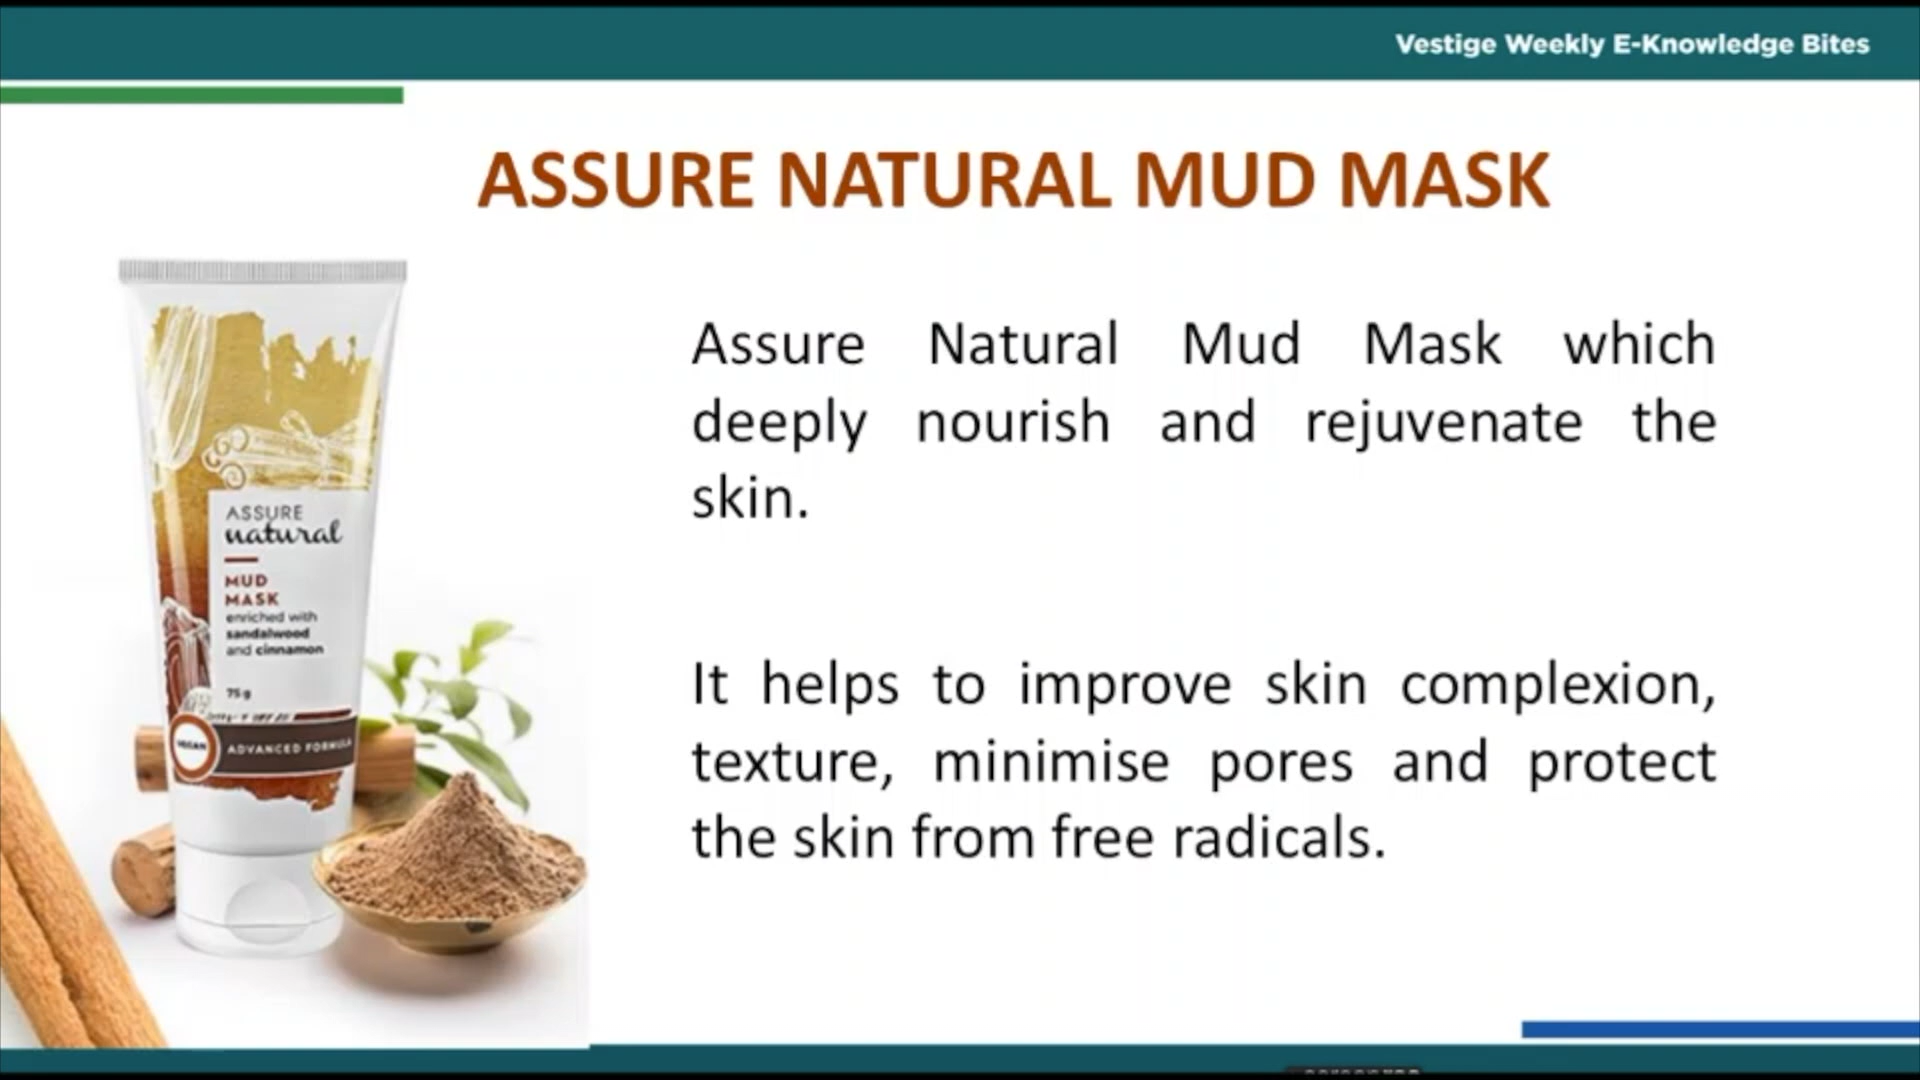 Vestige Weekly E-Knowledge Bites
ASSURE NATURAL MUD MASK
Assure Natural Mud Mask which
deeply nourish and rejuvenate the
skin.
It helps to improve skin complexion,
texture, minimise pores and protect
the skin from free radicals.
ASSURE
natural
MUD
MASK
enriched with
sandalwood
and cinnamon
75 g
VEGAN
ADVANCED FORMULA